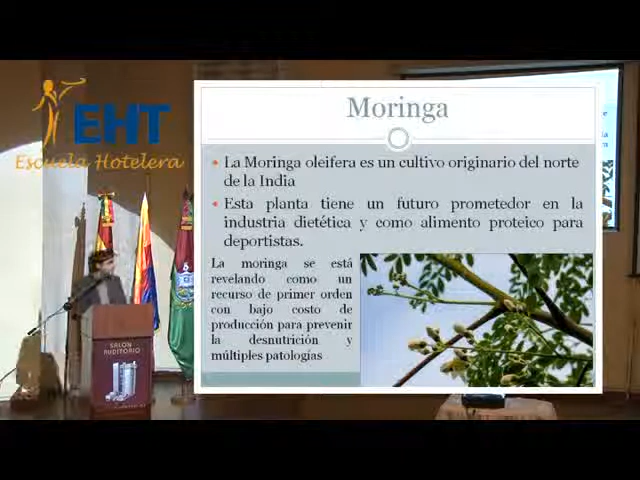 EHT
Escuela Hotelera
Moringa
• La Moringa oleifera es un cultivo originario del norte
de la India
• Esta planta tiene un futuro prometedor en la
industria dietética y como alimento proteico para
deportistas.
La moringa se está
revelando como un
recurso de primer orden
con bajo costo de
producción para prevenir
la desnutrición y
múltiples patologías
SALON
AUDITORIO